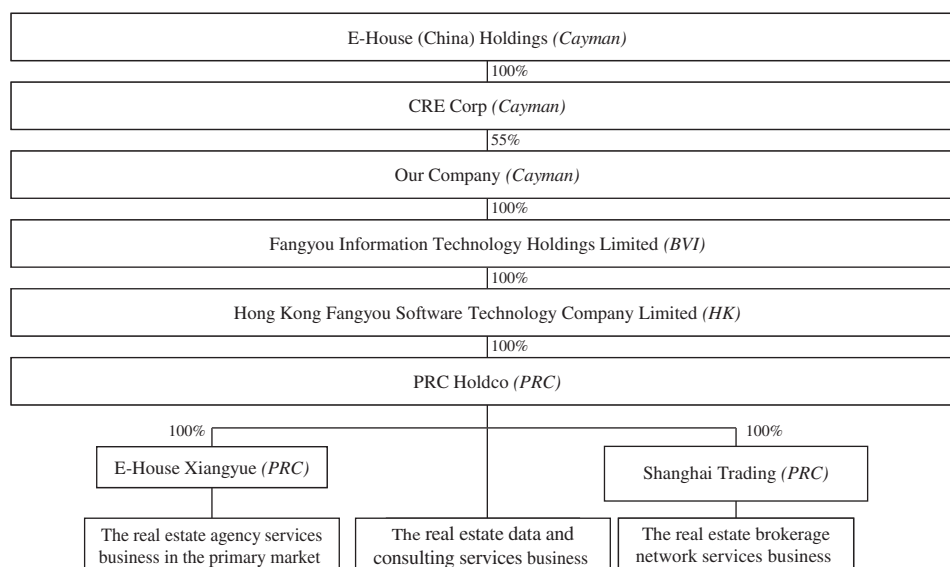 E-House (China) Holdings (Cayman)
100%
CRE Corp (Cayman)
55%
Our Company (Cayman)
100%
Fangyou Information Technology Holdings Limited (BVI)
100%
Hong Kong Fangyou Software Technology Company Limited (HK)
100%
PRC Holdco (PRC)
100%
100%
E-House Xiangyue (PRC)
Shanghai Trading (PRC)
The real estate agency services
business in the primary market
The real estate data and
consulting services business
The real estate brokerage
network services business